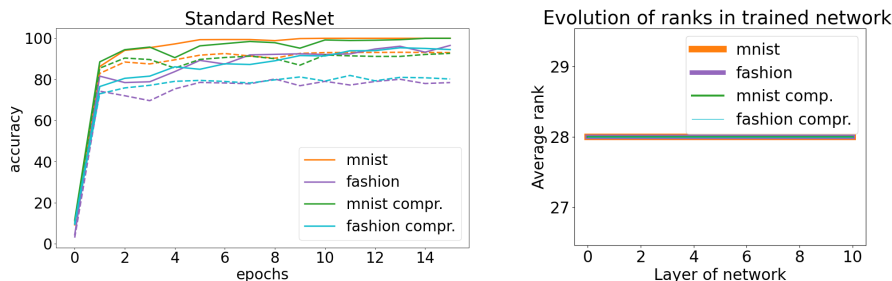 Standard ResNet
100
80
60
40
20
0
accuracy
mnist
fashion
mnist compr.
fashion compr.
0 2 4 6 8 10 12 14
epochs
Evolution of ranks in trained network
29
28
27
Average rank
mnist
fashion
mnist comp.
fashion compr.
0 2 4 6 8 10
Layer of network